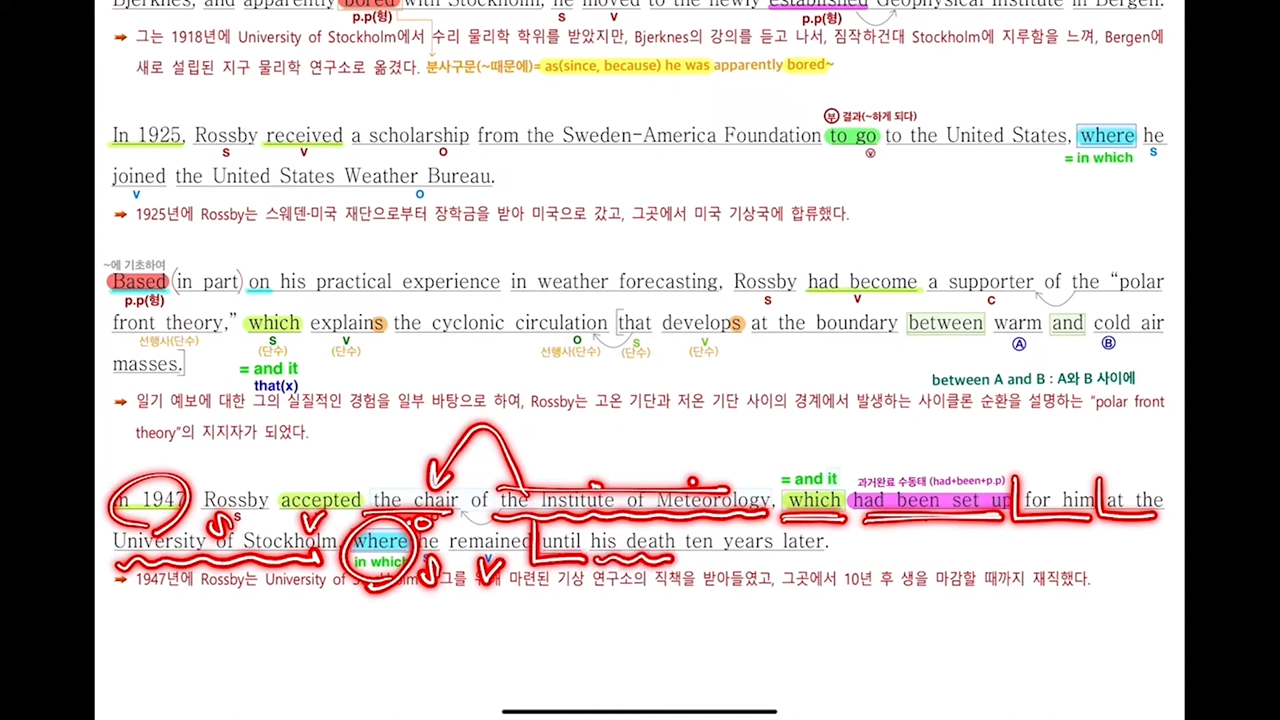 Bjerknes, and apparently bored with Stockholm, he moved to the newly established Geophysical Institute in Bergen.
p.p(형) S V p.p(형)
그는 1918년에 University of Stockholm에서 수리 물리학 학위를 받았지만, Bjerknes의 강의를 듣고 나서, 짐작하건대 Stockholm에 지루함을 느껴, Bergen에
새로 설립된 지구 물리학 연구소로 옮겼다. 분사구문(~때문에)= as(since, because) he was apparently bored~
부 결과(~하게 되다)
In 1925, Rossby received a scholarship from the Sweden-America Foundation to go to the United States, where he
S V O V = in which S
joined the United States Weather Bureau.
V O
1925년에 Rossby는 스웨덴-미국 재단으로부터 장학금을 받아 미국으로 갔고, 그곳에서 미국 기상국에 합류했다.
~에 기초하여
Based (in part) on his practical experience in weather forecasting, Rossby had become a supporter of the “polar
p.p(형) S V C
front theory,” which explains the cyclonic circulation [that develops at the boundary between warm and cold air
선행사(단수) S (단수) V (단수) O 선행사(단수) S (단수) V (단수) A B
masses.] = and it
that(x) between A and B : A와 B 사이에
일기 예보에 대한 그의 실질적인 경험을 일부 바탕으로 하여, Rossby는 고온 기단과 저온 기단 사이의 경계에서 발생하는 사이클론 순환을 설명하는 “polar front
theory”의 지지자가 되었다.
= and it 과거완료 수동태 (had+been+p.p)
In 1947 Rossby accepted the chair of the Institute of Meteorology, which had been set up for him at the
S S V O
University of Stockholm where he remained until his death ten years later.
in which S V V
1947년에 Rossby는 University of 그를 마련된 기상 연구소의 직책을 받아들였고, 그곳에서 10년 후 생을 마감할 때까지 재직했다.